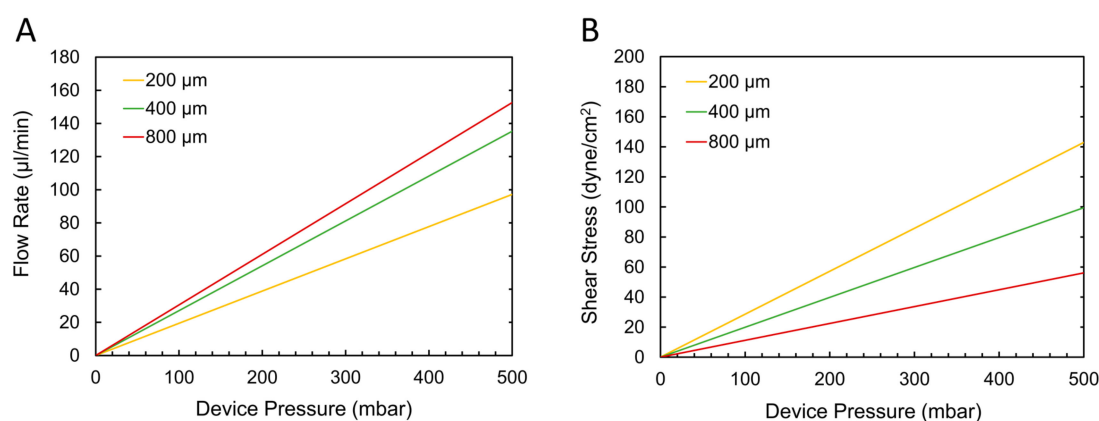 A
180
160
140
120
100
80
60
40
20
0
Flow Rate (µl/min)
200 µm
400 µm
800 µm
0 100 200 300 400 500
Device Pressure (mbar)
B
200
180
160
140
120
100
80
60
40
20
0
Shear Stress (dyne/cm²)
200 µm
400 µm
800 µm
0 100 200 300 400 500
Device Pressure (mbar)